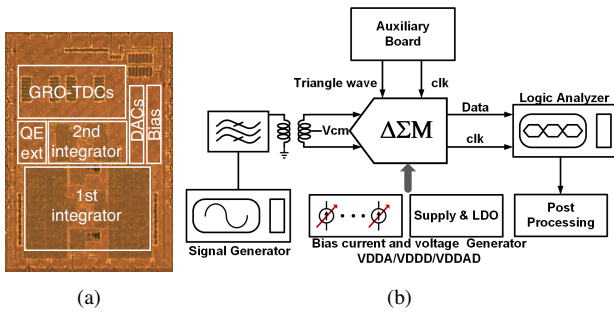 GRO-TDCs
QE
ext
2nd
integrator
DACs
Bias
1st
integrator
(a)
Auxiliary
Board
Triangle wave
clk
Vcm
ΔΣM
Data
clk
Logic Analyzer
Signal Generator
Supply & LDO
Bias current and voltage Generator
VDDA/VDDD/VDDAD
Post
Processing
(b)